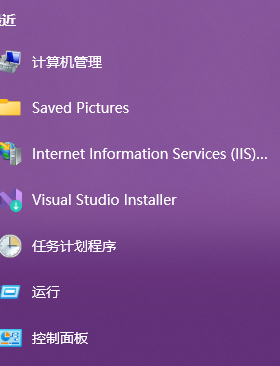 最近
计算机管理
Saved Pictures
Internet Information Services (IIS)...
Visual Studio Installer
任务计划程序
运行
控制面板